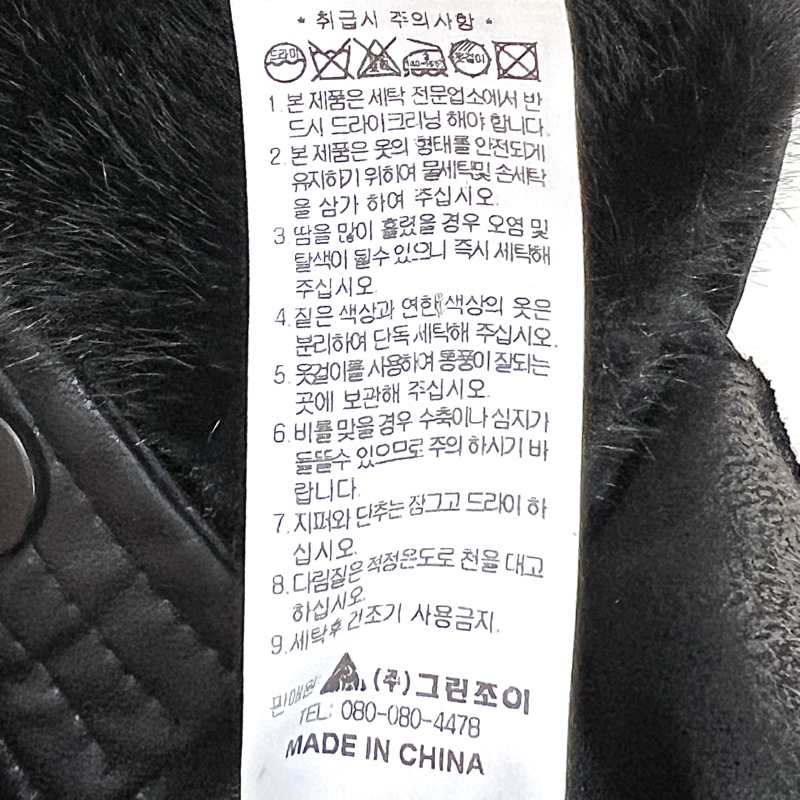 * 취급시 주의사항 *
드라이
옷걸이
1. 본 제품은 세탁 전문업소에서 반
드시 드라이크리닝 해야 합니다.
2. 본 제품은 옷의 형태를 안전되게
유지하기 위하여 물세탁및 손세탁
을 삼가 하여 주십시오.
3. 땀을 많이 흘렸을 경우 오염 및
탈색이 될수 있으니 즉시 세탁해
주십시오.
4. 짙은 색상과 연한 색상의 옷은
분리하여 단독 세탁해 주십시오.
5. 옷걸이를 사용하여 통풍이 잘되는
곳에 보관해 주십시오.
6. 비를 맞을 경우 수축이나 심지가
들뜰수 있으므로 주의 하시기 바
랍니다.
7. 지퍼와 단추는 잠그고 드라이 하
십시오.
8. 다림질은 적정온도로 천을 대고
하십시오.
9. 세탁후 건조기 사용금지.
판매원 (주)그린조이
TEL: 080-080-4478
MADE IN CHINA